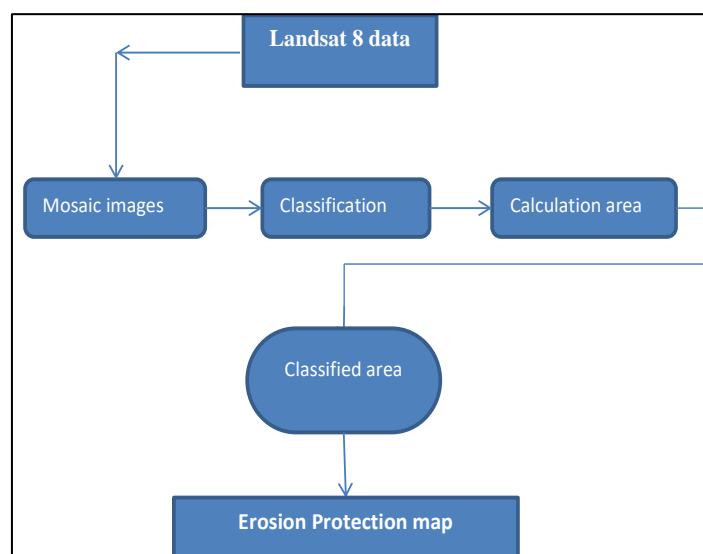 Landsat 8 data
Mosaic images
Classification
Calculation area
Classified area
Erosion Protection map